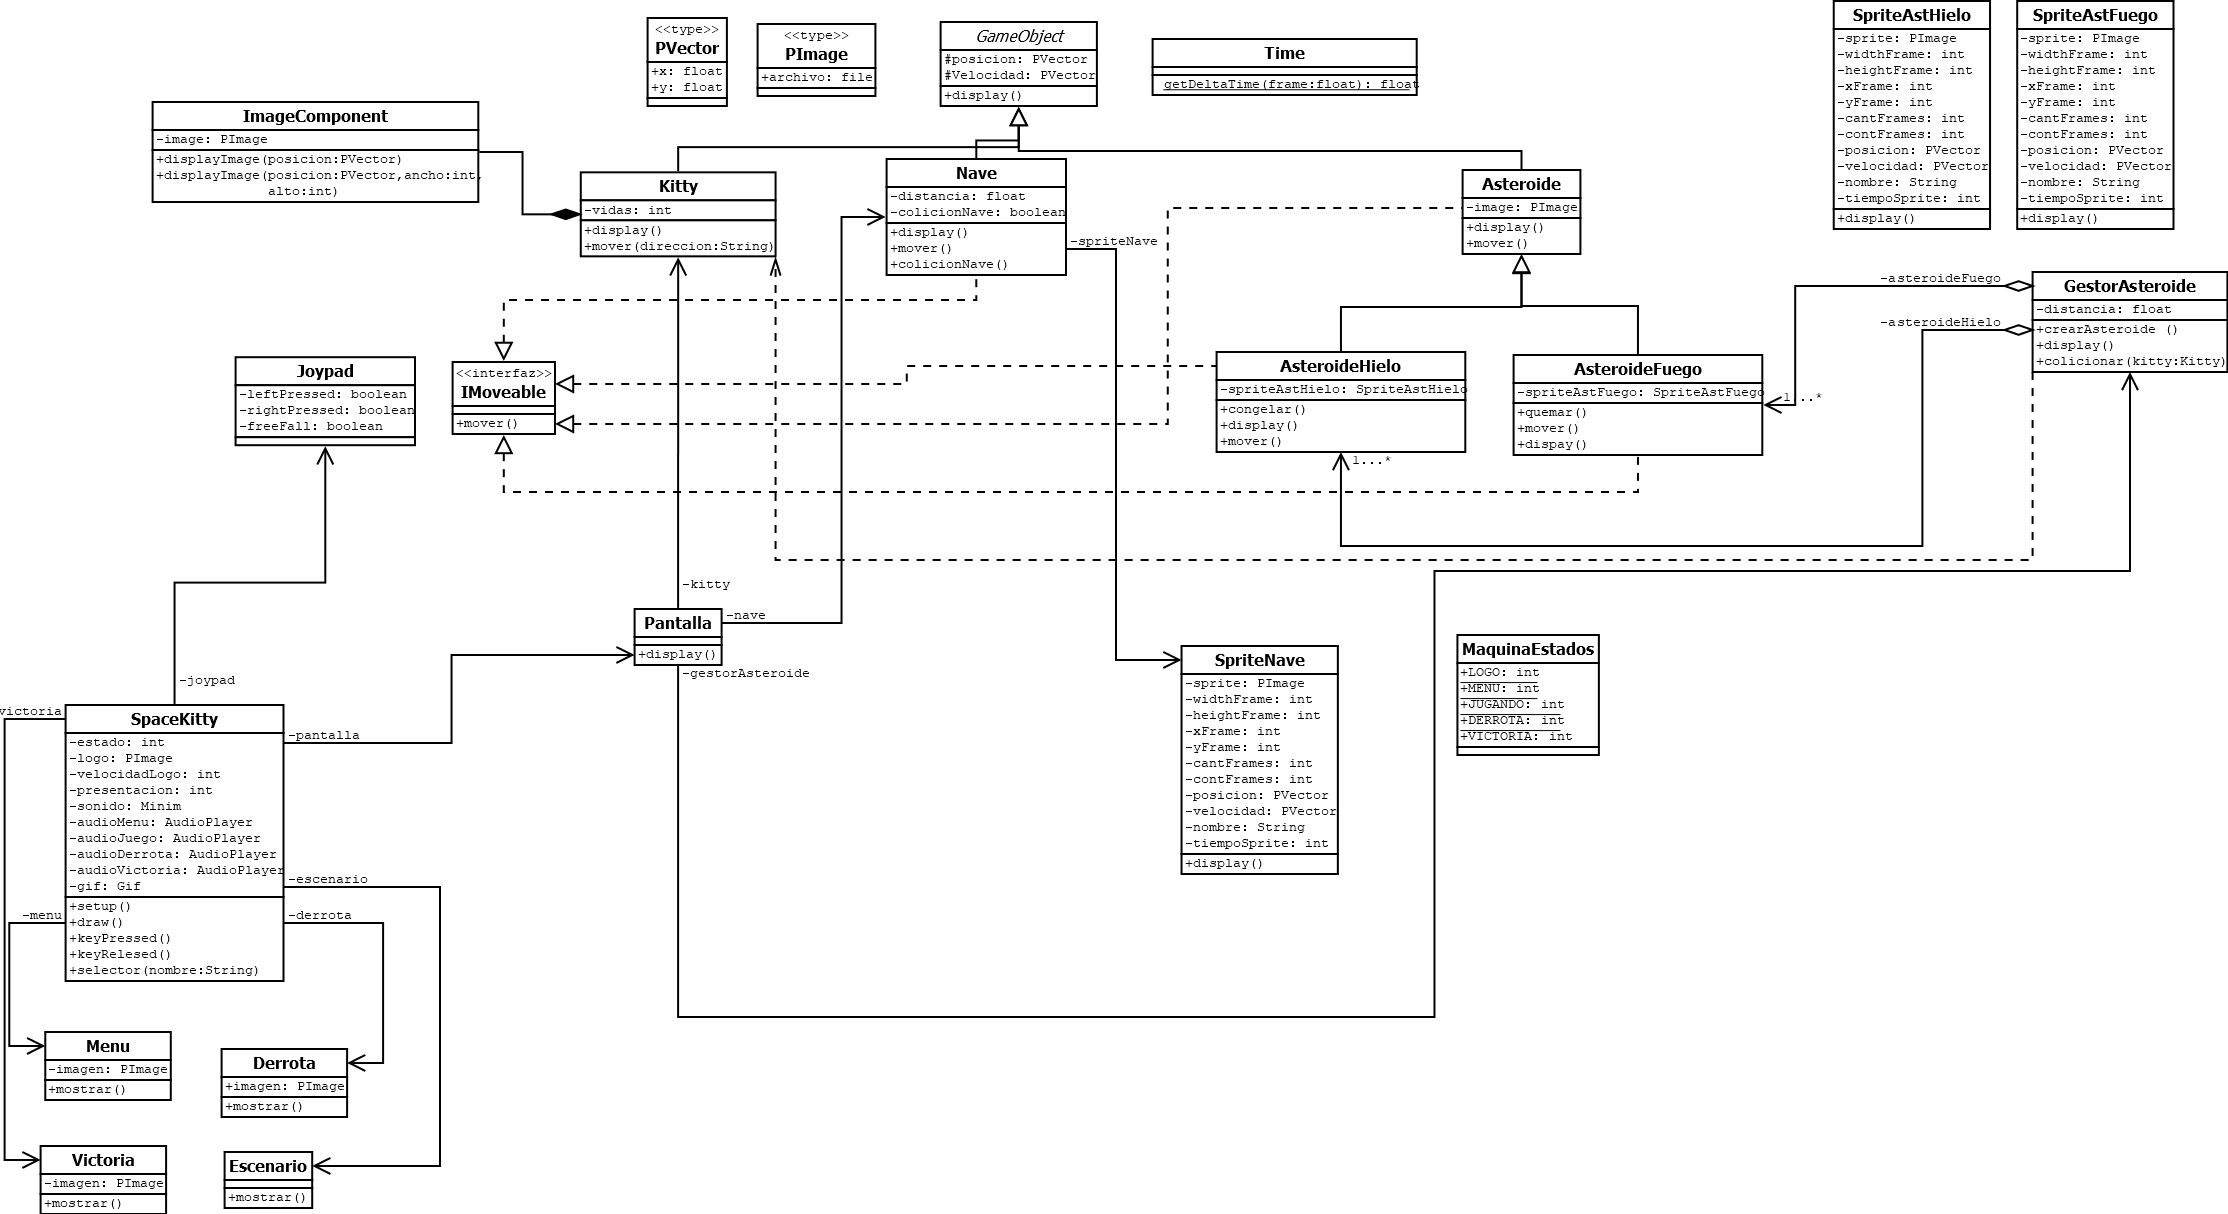 <<type>>
PVector
+x: float
+y: float
<<type>>
PImage
+archivo: file
GameObject
#posicion: PVector
#Velocidad: PVector
+display()
Time
getDeltaTime(frame:float): float
SpriteAstHielo
-sprite: PImage
-widthFrame: int
-heightFrame: int
-xFrame: int
-yFrame: int
-cantFrames: int
-contFrames: int
-posicion: PVector
-velocidad: PVector
-nombre: String
-tiempoSprite: int
+display()
SpriteAstFuego
-sprite: PImage
-widthFrame: int
-heightFrame: int
-xFrame: int
-yFrame: int
-cantFrames: int
-contFrames: int
-posicion: PVector
-velocidad: PVector
-nombre: String
-tiempoSprite: int
+display()
ImageComponent
-image: PImage
+displayImage(posicion:PVector)
+displayImage(posicion:PVector,ancho:int,
alto:int)
Kitty
-vidas: int
+display()
+mover(direccion:String)
Nave
-distancia: float
-colicionNave: boolean
+display()
+mover()
+colicionNave()
-spriteNave
Asteroide
-image: PImage
+display()
+mover()
-asteroideFuego
-asteroideHielo
GestorAsteroide
-distancia: float
+crearAsteroide ()
+display()
+colicionar(kitty:Kitty)
Joypad
-leftPressed: boolean
-rightPressed: boolean
-freeFall: boolean
<<interfaz>>
IMoveable
+mover()
AsteroideHielo
-spriteAstHielo: SpriteAstHielo
+congelar()
+display()
+mover()
1...*
AsteroideFuego
-spriteAstFuego: SpriteAstFuego
+quemar()
+mover()
+dispay()
1...*
-kitty
Pantalla
+display()
-nave
-gestorAsteroide
SpriteNave
-sprite: PImage
-widthFrame: int
-heightFrame: int
-xFrame: int
-yFrame: int
-cantFrames: int
-contFrames: int
-posicion: PVector
-velocidad: PVector
-nombre: String
-tiempoSprite: int
+display()
MaquinaEstados
+LOGO: int
+MENU: int
+JUGANDO: int
+DERROTA: int
+VICTORIA: int
-joypad
victoria
SpaceKitty
-estado: int
-logo: PImage
-velocidadLogo: int
-presentacion: int
-sonido: Minim
-audioMenu: AudioPlayer
-audioJuego: AudioPlayer
-audioDerrota: AudioPlayer
-audioVictoria: AudioPlayer
-gif: Gif
+setup()
+draw()
+keyPressed()
+keyRelesed()
+selector(nombre:String)
-pantalla
-escenario
-menu
-derrota
Menu
-imagen: PImage
+mostrar()
Derrota
+imagen: PImage
+mostrar()
Victoria
-imagen: PImage
+mostrar()
Escenario
+mostrar()